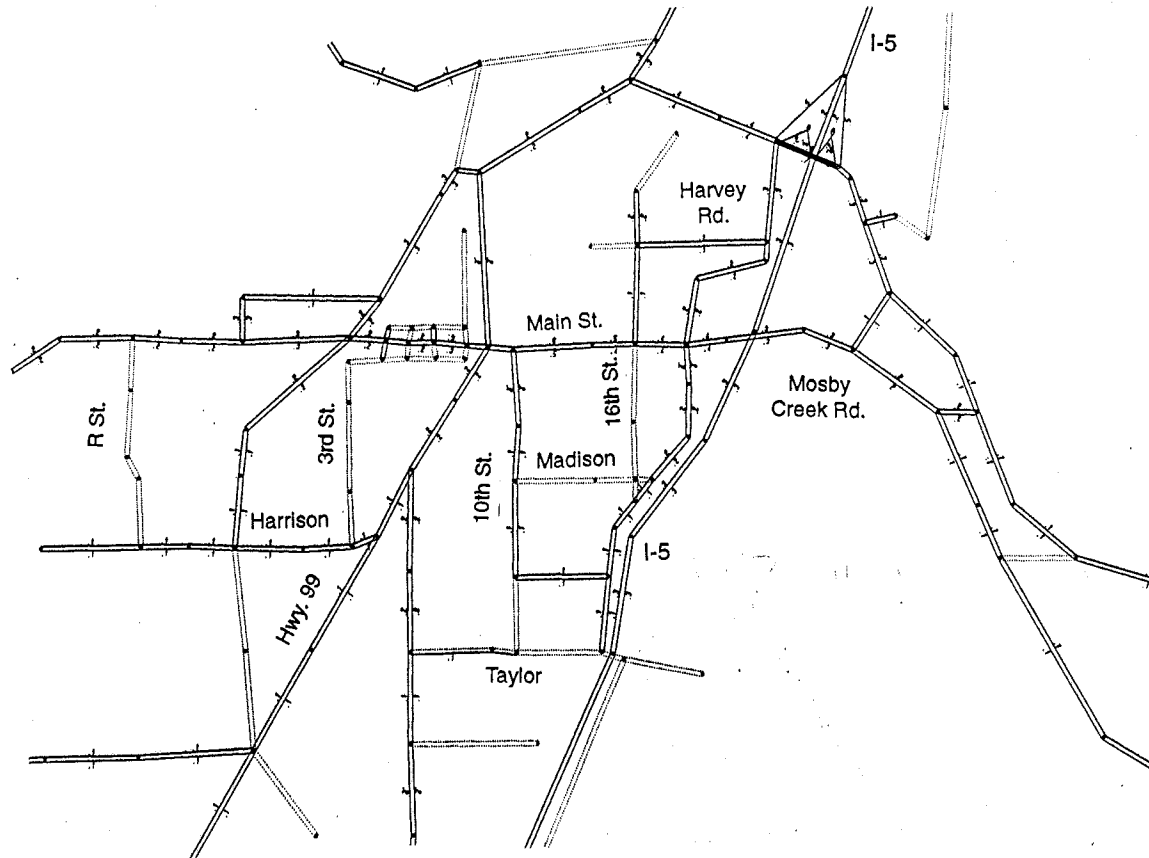 I-5
Harvey
Rd.
Main St.
R St.
3rd St.
16th St.
Mosby
Creek Rd.
10th St.
Madison
Harrison
I-5
Hwy. 99
Taylor